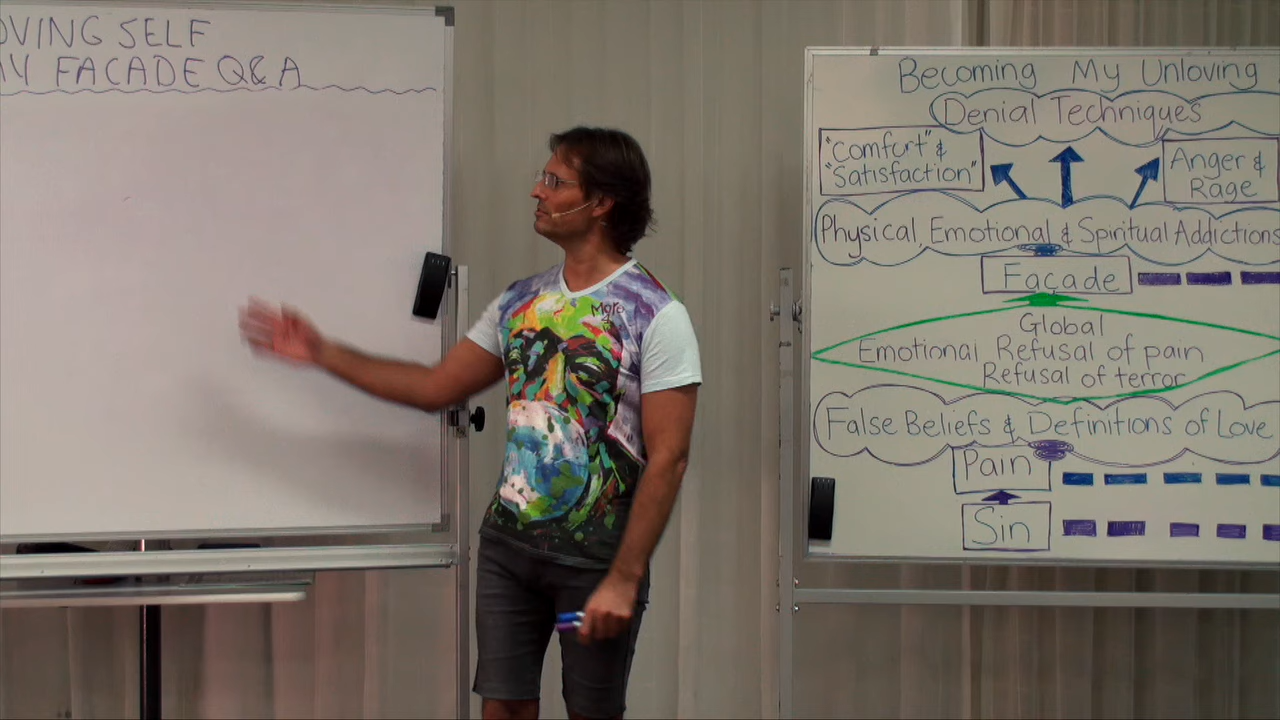 OVING SELF
FACADE Q&A
Becoming My Unloving
Denial Techniques
"Comfort" &
"Satisfaction"
Anger &
Rage
Physical, Emotional & Spiritual Addictions
Façade
Global
Emotional Refusal of pain
Refusal of terror
False Beliefs & Definitions of Love
Pain
Sin